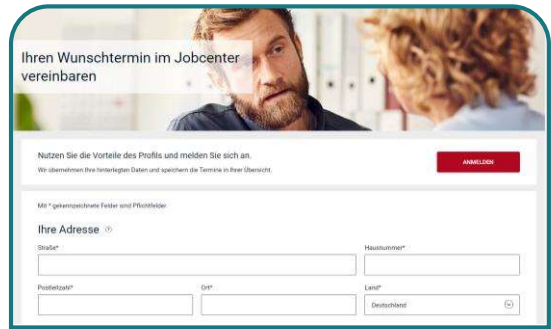 Ihren Wunschtermin im Jobcenter
vereinbaren
Nutzen Sie die Vorteile des Profils und melden Sie sich an.
Wir übernehmen Ihre hinterlegten Daten und speichern die Termine in Ihrer Übersicht.
ANMELDEN
Mit * gekennzeichnete Felder sind Pflichtfelder.
Ihre Adresse
Straße*
Hausnummer*
Postleitzahl*
Ort*
Land*
Deutschland